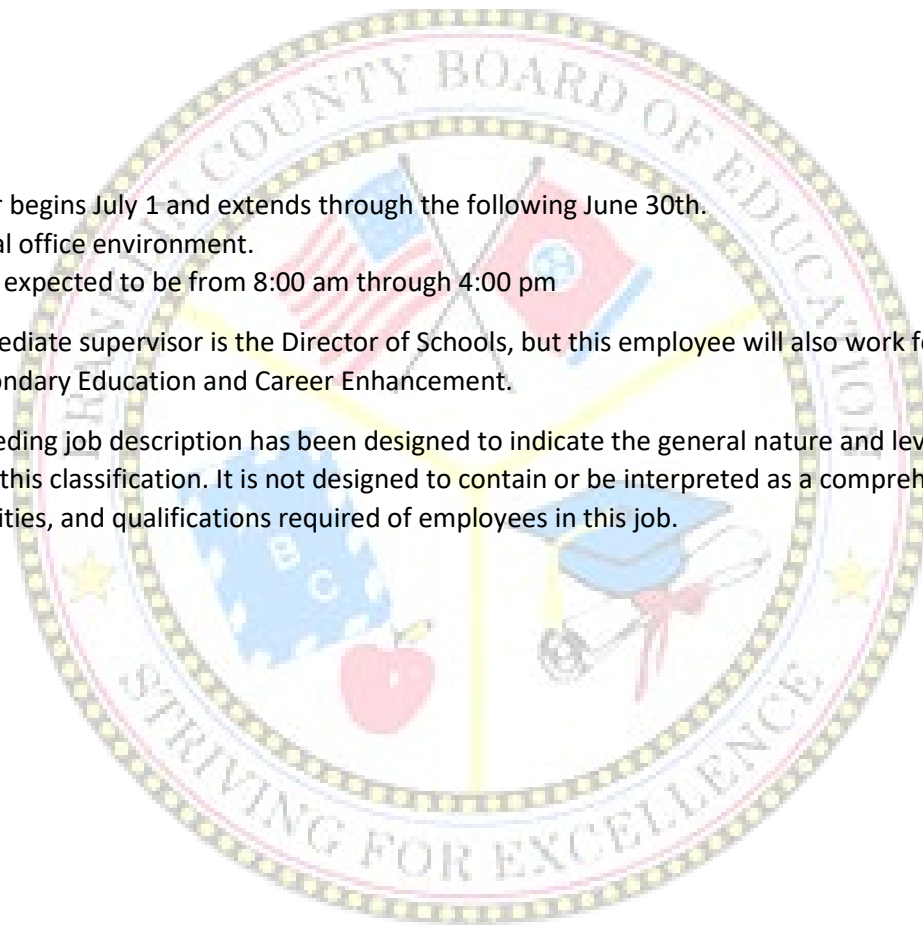 COUNTY BOARD OF EDUCATION
r begins July 1 and extends through the following June 30th.
al office environment.
expected to be from 8:00 am through 4:00 pm
ediate supervisor is the Director of Schools, but this employee will also work fo
ondary Education and Career Enhancement.
eding job description has been designed to indicate the general nature and lev
this classification. It is not designed to contain or be interpreted as a compreh
ities, and qualifications required of employees in this job.
B
C
STRIVING FOR EXCELLENCE